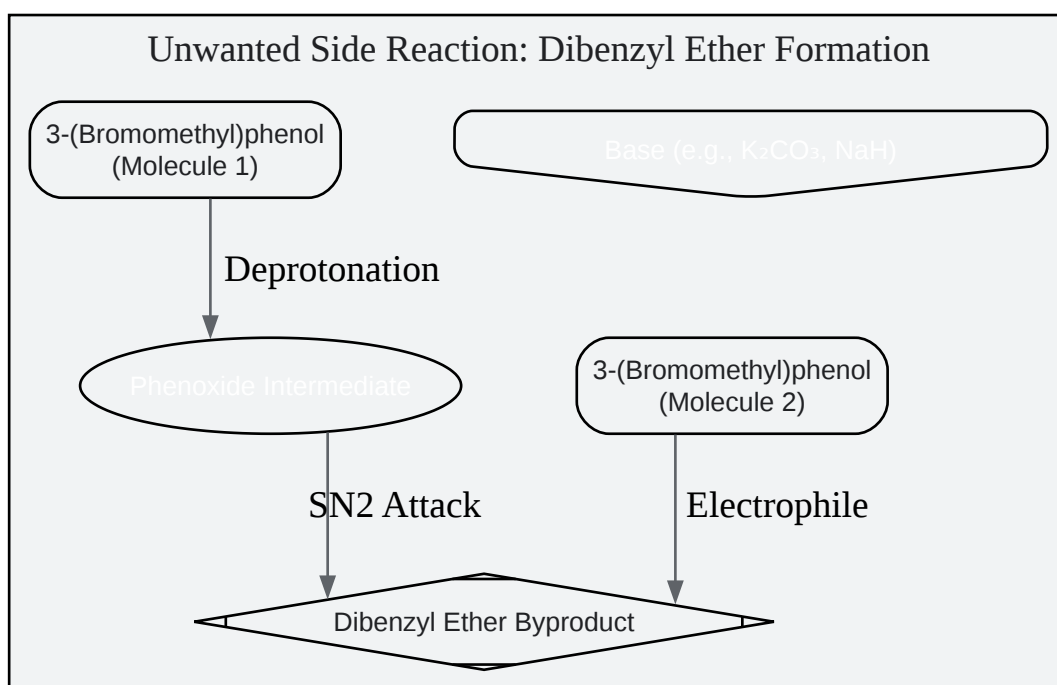 Unwanted Side Reaction: Dibenzyl Ether Formation
3-(Bromomethyl)phenol
(Molecule 1)
Base (e.g., K₂CO₃, NaH)
Deprotonation
Phenoxide Intermediate
3-(Bromomethyl)phenol
(Molecule 2)
SN2 Attack
Electrophile
Dibenzyl Ether Byproduct